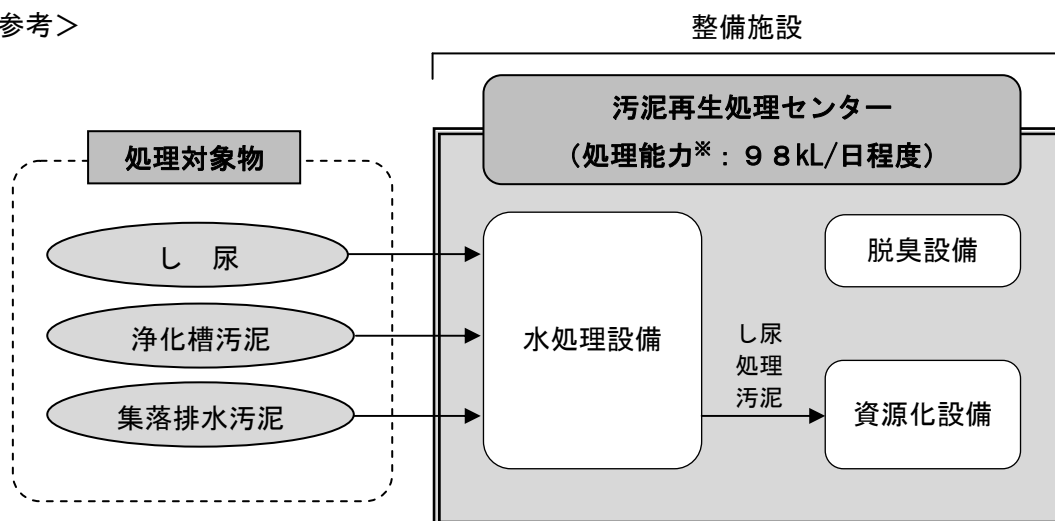 参考＞
整備施設
汚泥再生処理センター
（処理能力※：９８kL/日程度）
処理対象物
し　尿
浄化槽汚泥
集落排水汚泥
水処理設備
し尿
処理
汚泥
脱臭設備
資源化設備